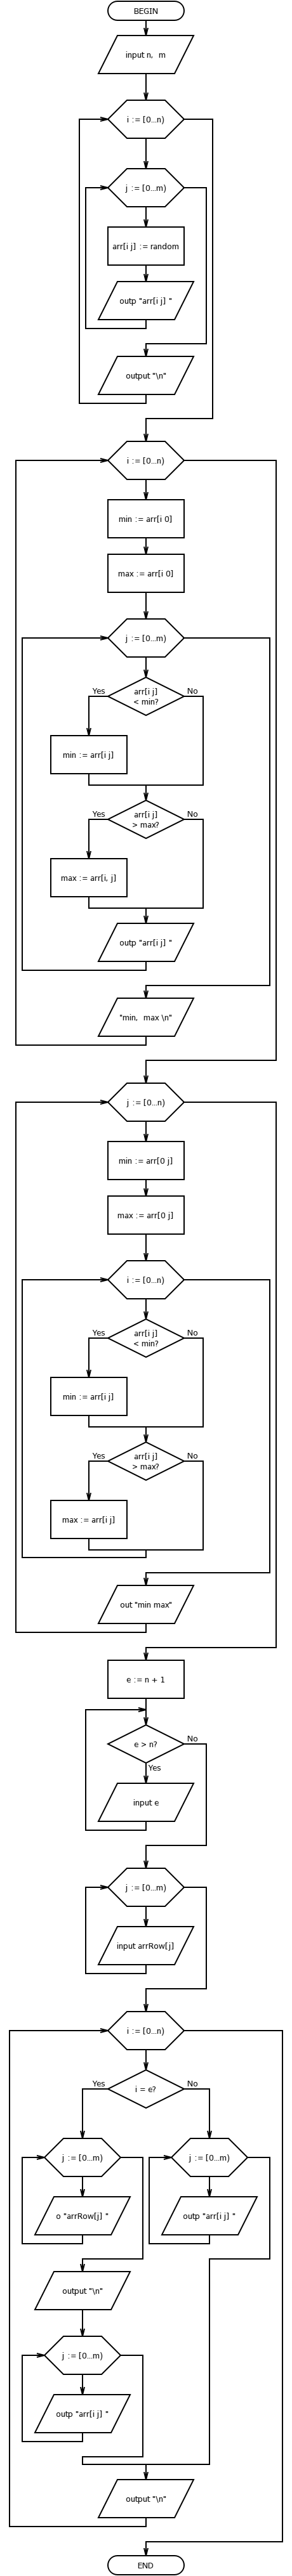 BEGIN
input n, m
i := [0...n)
j := [0...m)
arr[i j] := random
outp "arr[i j] "
output "\n"
i := [0...n)
min := arr[i 0]
max := arr[i 0]
j := [0...m)
Yes
arr[i j]
< min?
No
min := arr[i j]
Yes
arr[i j]
> max?
No
max := arr[i, j]
outp "arr[i j] "
"min, max \n"
j := [0...n)
min := arr[0 j]
max := arr[0 j]
i := [0...n)
Yes
arr[i j]
< min?
No
min := arr[i j]
Yes
arr[i j]
> max?
No
max := arr[i j]
out "min max"
e := n + 1
e > n?
No
Yes
input e
j := [0...m)
input arrRow[j]
i := [0...n)
Yes
i = e?
No
j := [0...m)
j := [0...m)
o "arrRow[j] "
outp "arr[i j] "
output "\n"
j := [0...m)
outp "arr[i j] "
output "\n"
END